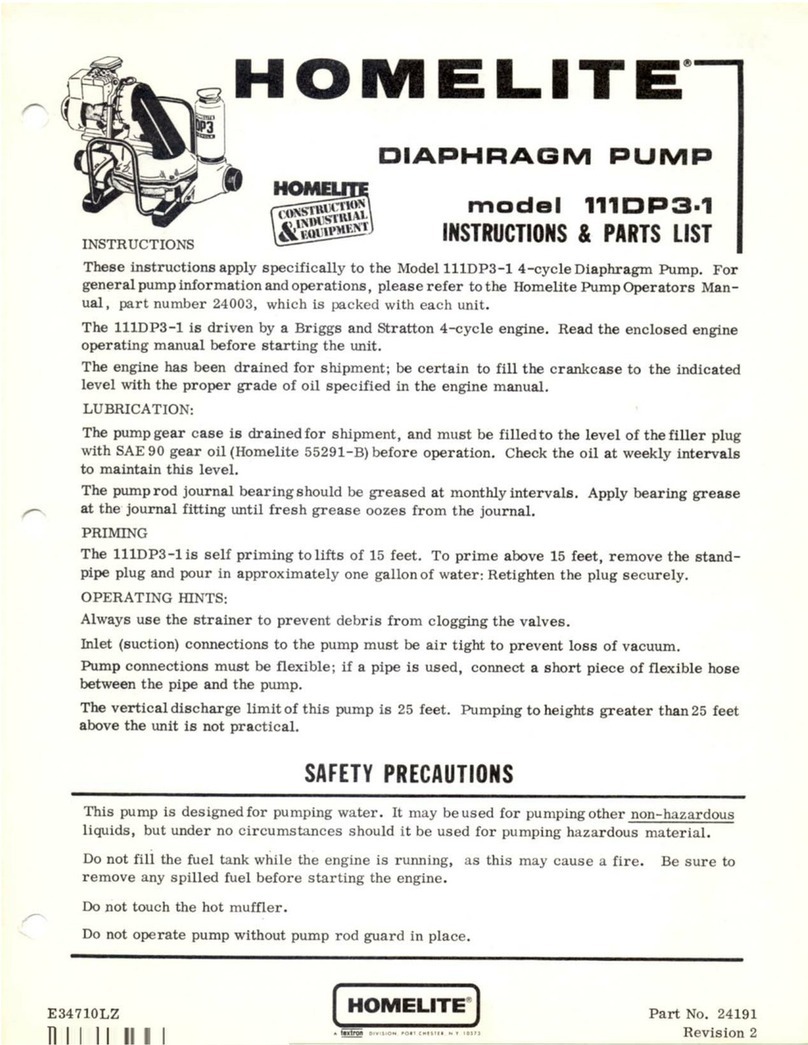 HOMELITE®
DP3
DIAPHRAGM PUMP
HOMELITE
CONSTRUCTION
& INDUSTRIAL
EQUIPMENT
model 111DP3-1
INSTRUCTIONS & PARTS LIST
INSTRUCTIONS
These instructions apply specifically to the Model 111DP3-1 4-cycle Diaphragm Pump. For
general pump information and operations, please refer to the Homelite Pump Operators Man-
ual, part number 24003, which is packed with each unit.
The 111DP3-1 is driven by a Briggs and Stratton 4-cycle engine. Read the enclosed engine
operating manual before starting the unit.
The engine has been drained for shipment; be certain to fill the crankcase to the indicated
level with the proper grade of oil specified in the engine manual.
LUBRICATION:
The pump gear case is drained for shipment, and must be filled to the level of the filler plug
with SAE 90 gear oil (Homelite 55291-B) before operation. Check the oil at weekly intervals
to maintain this level.
The pump rod journal bearing should be greased at monthly intervals. Apply bearing grease
at the journal fitting until fresh grease oozes from the journal.
PRIMING
The 111DP3-1 is self priming to lifts of 15 feet. To prime above 15 feet, remove the stand-
pipe plug and pour in approximately one gallon of water: Retighten the plug securely.
OPERATING HINTS:
Always use the strainer to prevent debris from clogging the valves.
Inlet (suction) connections to the pump must be air tight to prevent loss of vacuum.
Pump connections must be flexible; if a pipe is used, connect a short piece of flexible hose
between the pipe and the pump.
The vertical discharge limit of this pump is 25 feet. Pumping to heights greater than 25 feet
above the unit is not practical.
SAFETY PRECAUTIONS
This pump is designed for pumping water. It may be used for pumping other non-hazardous
liquids, but under no circumstances should it be used for pumping hazardous material.
Do not fill the fuel tank while the engine is running, as this may cause a fire. Be sure to
remove any spilled fuel before starting the engine.
Do not touch the hot muffler.
Do not operate pump without pump rod guard in place.
E34710LZ
HOMELITE®
A textron DIVISION, PORT CHESTER, N.Y. 10573
Part No. 24191
Revision 2